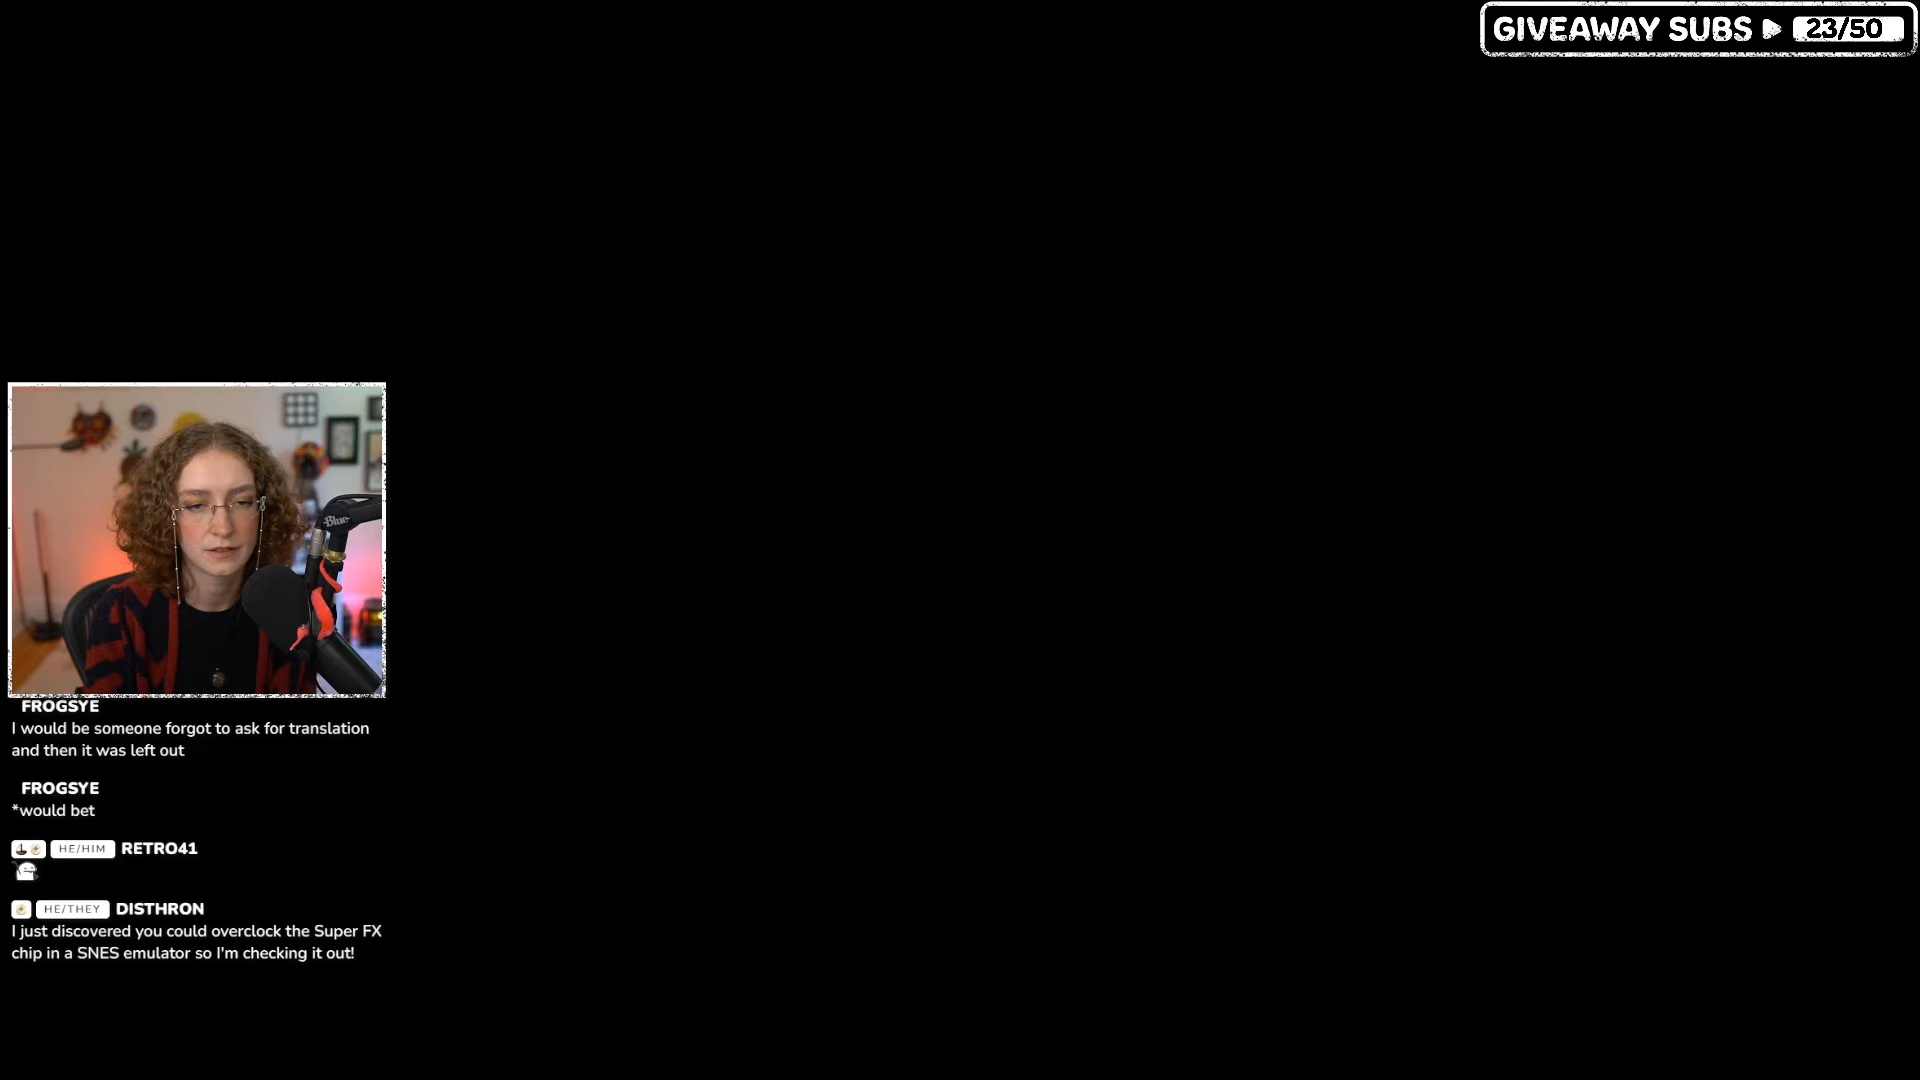 GIVEAWAY SUBS ▶ 23/50
Blue
FROGSYE
I would be someone forgot to ask for translation
and then it was left out
FROGSYE
*would bet
HE/HIM RETRO41
HE/THEY DISTHRON
I just discovered you could overclock the Super FX
chip in a SNES emulator so I'm checking it out!